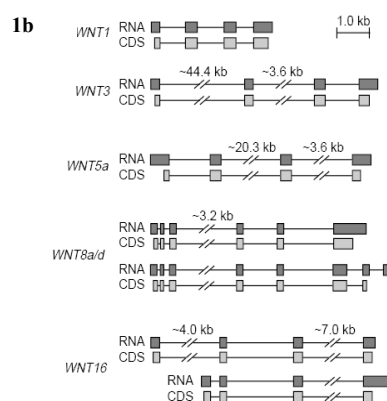 1b
1.0 kb
WNT1
RNA
CDS
~44.4 kb ~3.6 kb
WNT3
RNA
CDS
~20.3 kb ~3.6 kb
WNT5a
RNA
CDS
~3.2 kb
WNT8a/d
RNA
CDS
RNA
CDS
~4.0 kb ~7.0 kb
WNT16
RNA
CDS
RNA
CDS